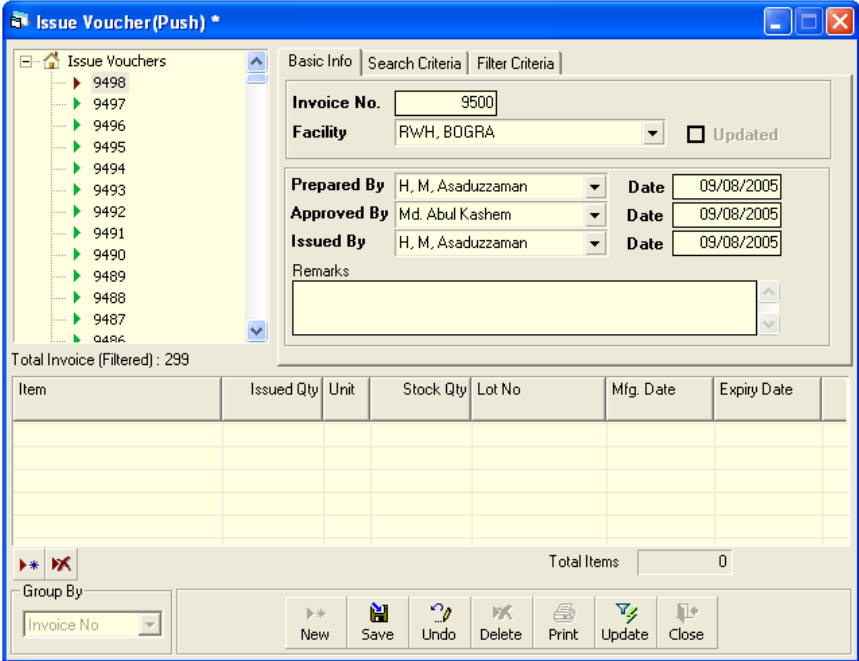 Issue Voucher(Push) *
Issue Vouchers
9498
9497
9496
9495
9494
9493
9492
9491
9490
9489
9488
9487
9486
Total Invoice (Filtered) : 299
Basic Info Search Criteria Filter Criteria
Invoice No. 9500
Facility RWH, BOGRA Updated
Prepared By H, M, Asaduzzaman Date 09/08/2005
Approved By Md. Abul Kashem Date 09/08/2005
Issued By H, M, Asaduzzaman Date 09/08/2005
Remarks
Item Issued Qty Unit Stock Qty Lot No Mfg. Date Expiry Date
Total Items 0
Group By
Invoice No
New Save Undo Delete Print Update Close